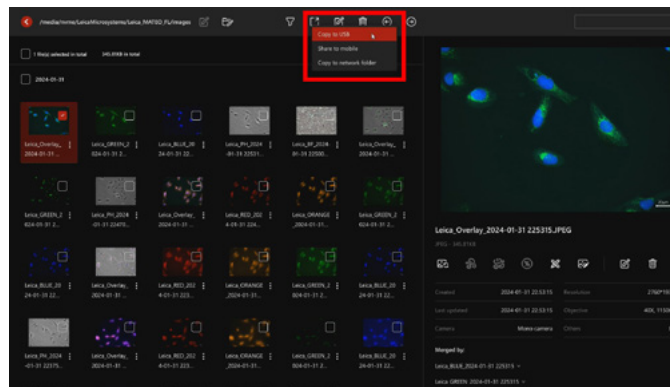 /media/nvme/LeicaMicrosystems/Leica_MATEO_FL/Images
Copy to USB
Share to mobile
Copy to network folder
1 file(s) selected in total 345.81KB in total
2024-01-31
Leica_Overlay_ 2024-01-31 ...
Leica_GREEN_2 024-01-31 2...
Leica_BLUE_20 24-01-31 22...
Leica_PH_2024 -01-31 22531...
Leica_BF_2024- 01-31 22500...
Leica_Overlay_ 2024-01-31 ...
Leica_GREEN_2 024-01-31 2...
Leica_PH_2024 -01-31 22470...
Leica_Overlay_ 2024-01-31 ...
Leica_RED_202 4-01-31 224...
Leica_ORANGE _2024-01-31...
Leica_GREEN_2 024-01-31 2...
Leica_BLUE_20 24-01-31 22...
Leica_Overlay_ 2024-01-31 ...
Leica_RED_202 4-01-31 223...
Leica_ORANGE _2024-01-31...
Leica_GREEN_2 024-01-31 2...
Leica_BLUE_20 24-01-31 22...
Leica_PH_2024 -01-31 22375...
Leica_Overlay_ 2024-01-31 ...
Leica_RED_202 4-01-31 223...
Leica_ORANGE _2024-01-31...
Leica_GREEN_2 024-01-31 2...
Leica_BLUE_20 24-01-31 22...
Leica_Overlay_2024-01-31 225315.JPEG
JPEG - 345.81KB
Created 2024-01-31 22:53:15 Resolution
Last updated 2024-01-31 22:53:15 Objective
Camera Mono camera Others
Merged by:
Leica_BLUE_2024-01-31 225315
Leica_GREEN_2024-01-31 225315